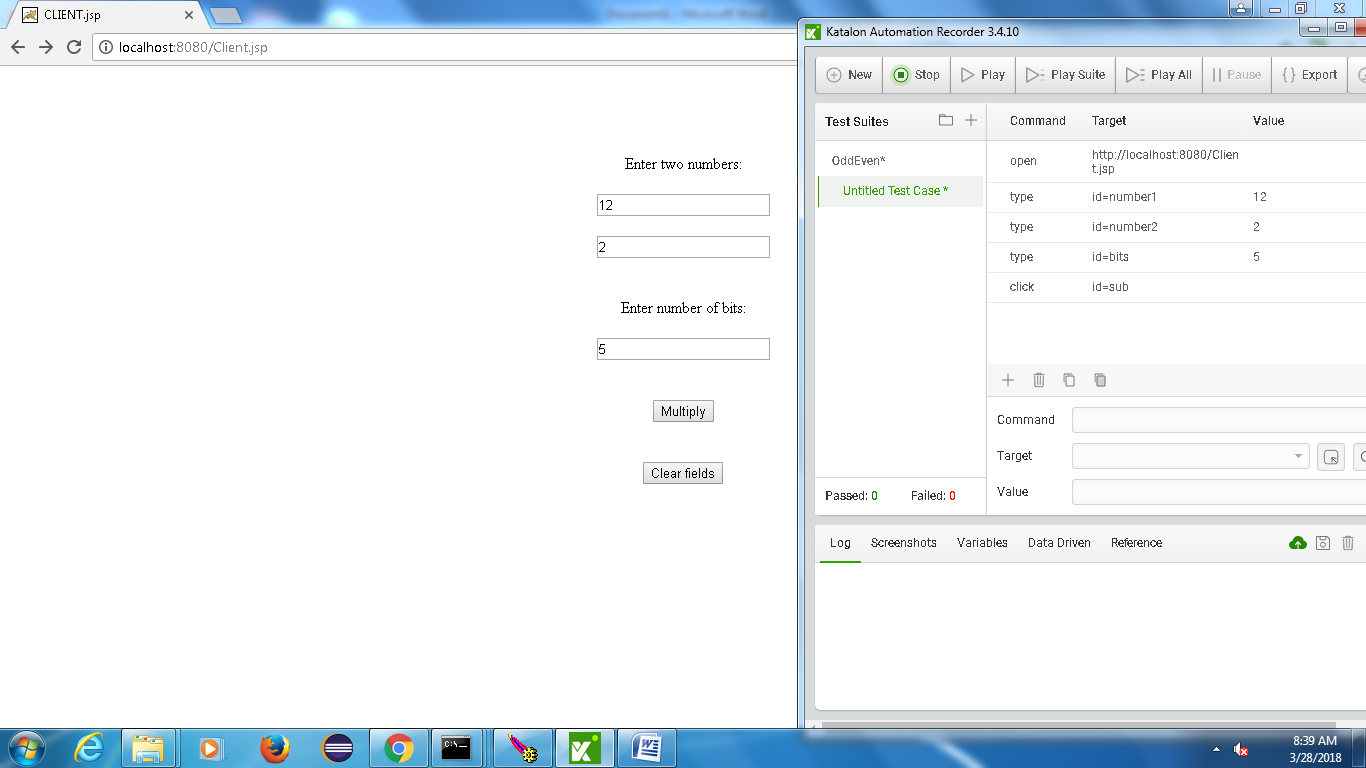 CLIENT.jsp
localhost:8080/Client.jsp
Enter two numbers:
12
2
Enter number of bits:
5
Multiply
Clear fields
Katalon Automation Recorder 3.4.10
New Stop Play Play Suite Play All Pause Export
Test Suites
OddEven*
Untitled Test Case *
Passed: 0 Failed: 0
Command Target Value
open http://localhost:8080/Clien
t.jsp
type id=number1 12
type id=number2 2
type id=bits 5
click id=sub
Command
Target
Value
Log Screenshots Variables Data Driven Reference
C:\
8:39 AM
3/28/2018